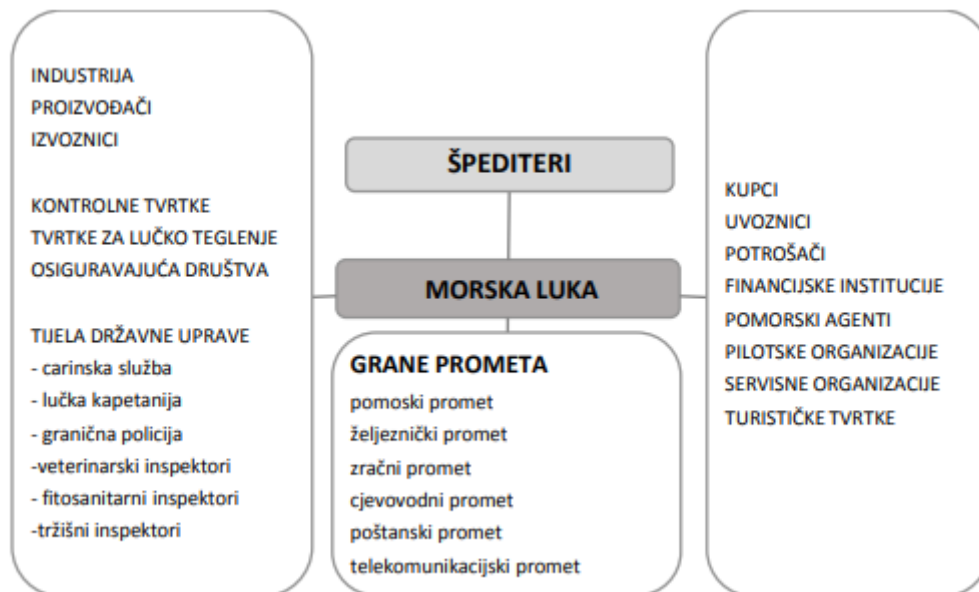 INDUSTRIJA
PROIZVOĐAČI
IZVOZNICI
KONTROLNE TVRTKE
TVRTKE ZA LUČKO TEGLENJE
OSIGURAVAJUĆA DRUŠTVA
TIJELA DRŽAVNE UPRAVE
- carinska služba
- lučka kapetanija
- granična policija
-veterinarski inspektori
- fitosanitarni inspektori
-tržišni inspektori
ŠPEDITERI
MORSKA LUKA
GRANE PROMETA
pomoski promet
željeznički promet
zračni promet
cjevovodni promet
poštanski promet
telekomunikacijski promet
KUPCI
UVOZNICI
POTROŠAČI
FINANCIJSKE INSTITUCIJE
POMORSKI AGENTI
PILOTSKE ORGANIZACIJE
SERVISNE ORGANIZACIJE
TURISTIČKE TVRTKE